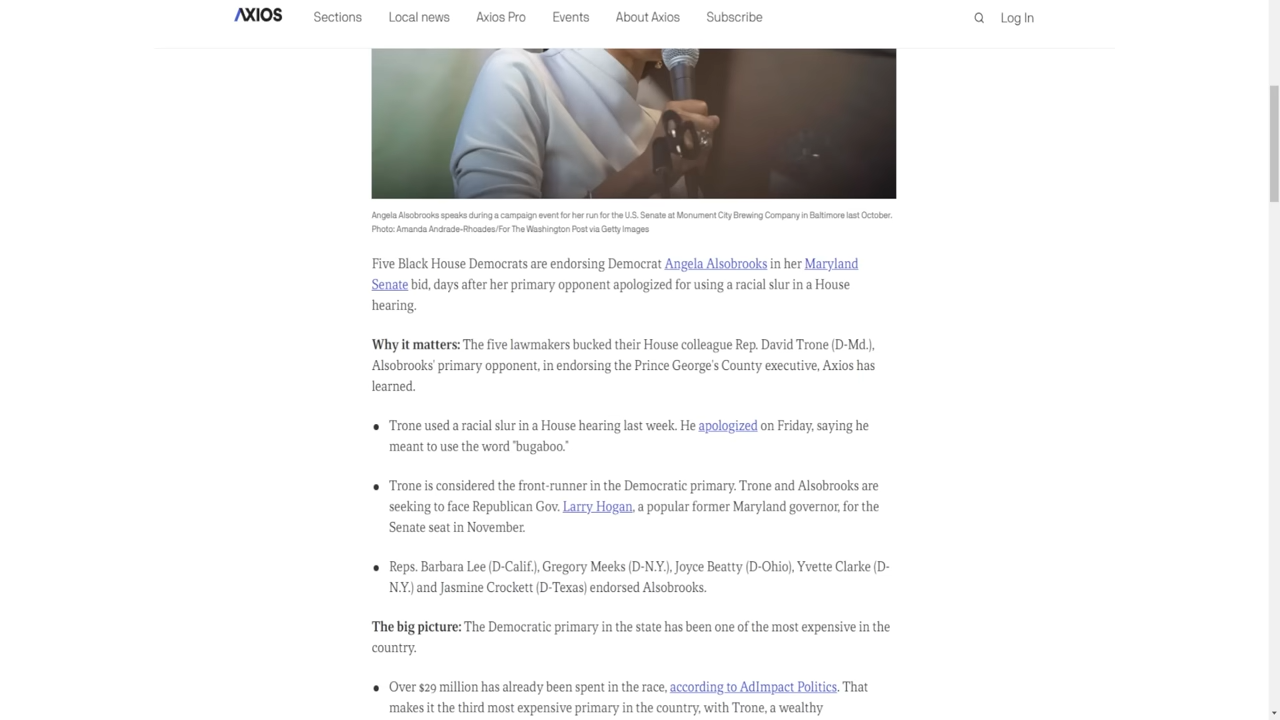 AXIOS Sections Local news Axios Pro Events About Axios Subscribe Log In
Angela Alsobrooks speaks during a campaign event for her run for the U.S. Senate at Monument City Brewing Company in Baltimore last October.
Photo: Amanda Andrade-Rhoades/For The Washington Post via Getty Images
Five Black House Democrats are endorsing Democrat Angela Alsobrooks in her Maryland
Senate bid, days after her primary opponent apologized for using a racial slur in a House
hearing.
Why it matters: The five lawmakers bucked their House colleague Rep. David Trone (D-Md.),
Alsobrooks' primary opponent, in endorsing the Prince George's County executive, Axios has
learned.
● Trone used a racial slur in a House hearing last week. He apologized on Friday, saying he
meant to use the word "bugaboo."
● Trone is considered the front-runner in the Democratic primary. Trone and Alsobrooks are
seeking to face Republican Gov. Larry Hogan, a popular former Maryland governor, for the
Senate seat in November.
● Reps. Barbara Lee (D-Calif.), Gregory Meeks (D-N.Y.), Joyce Beatty (D-Ohio), Yvette Clarke (D-
N.Y.) and Jasmine Crockett (D-Texas) endorsed Alsobrooks.
The big picture: The Democratic primary in the state has been one of the most expensive in the
country.
● Over $29 million has already been spent in the race, according to AdImpact Politics. That
makes it the third most expensive primary in the country, with Trone, a wealthy